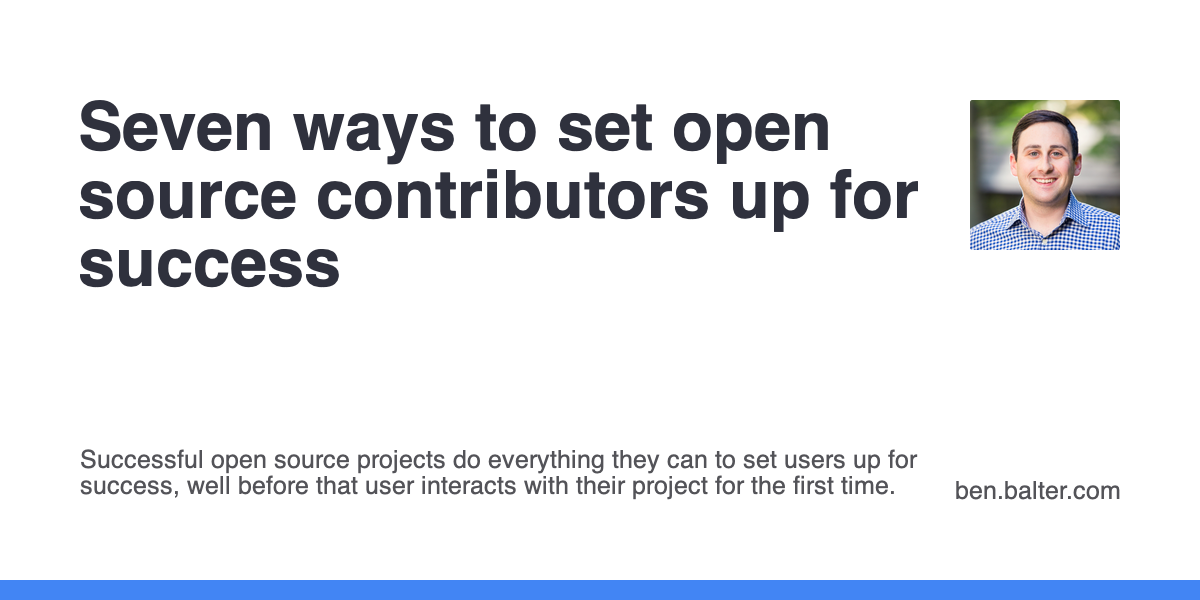 Seven ways to set open
source contributors up for
success
Successful open source projects do everything they can to set users up for
success, well before that user interacts with their project for the first time.
ben.balter.com